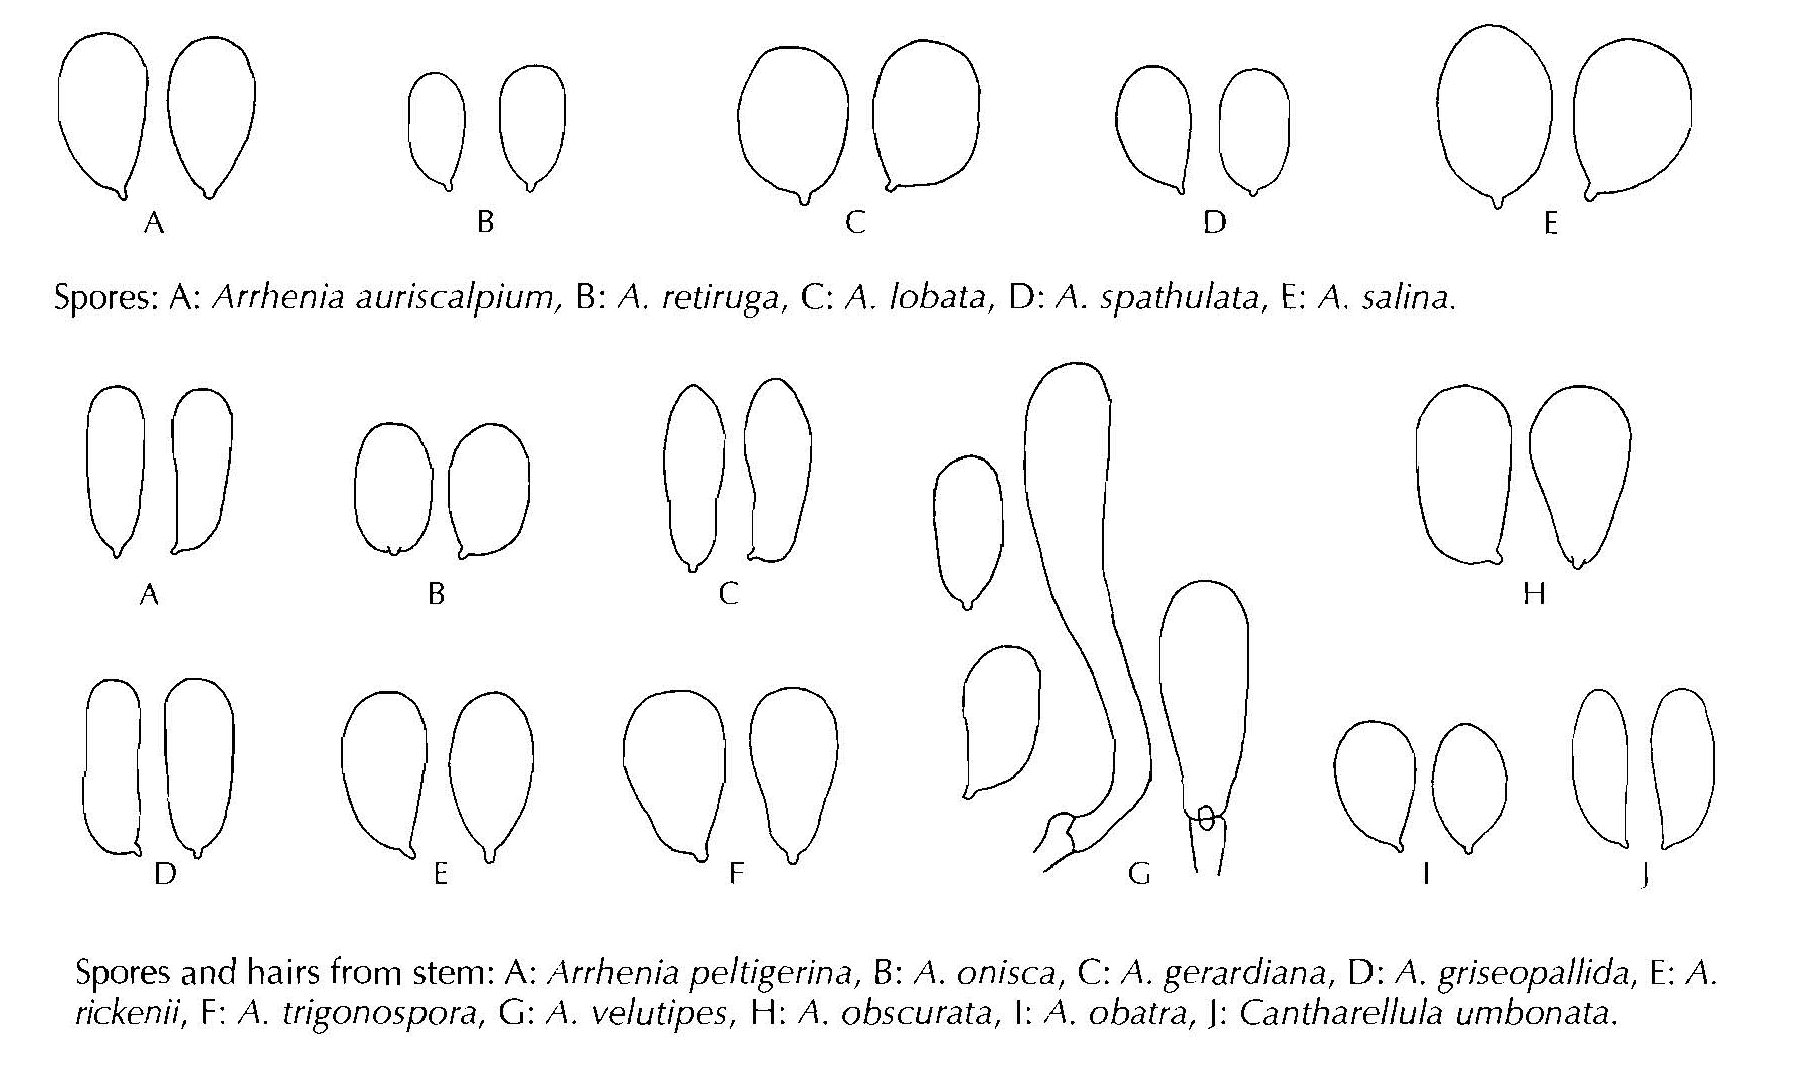 A B C D E
Spores: A: Arrhenia auriscalpium, B: A. retiruga, C: A. lobata, D: A. spathulata, E: A. salina.
A B C H
D E F G I J
Spores and hairs from stem: A: Arrhenia peltigerina, B: A. onisca, C: A. gerardiana, D: A. griseopallida, E: A.
rickenii, F: A. trigonospora, G: A. velutipes, H: A. obscurata, I: A. obatra, J: Cantharellula umbonata.